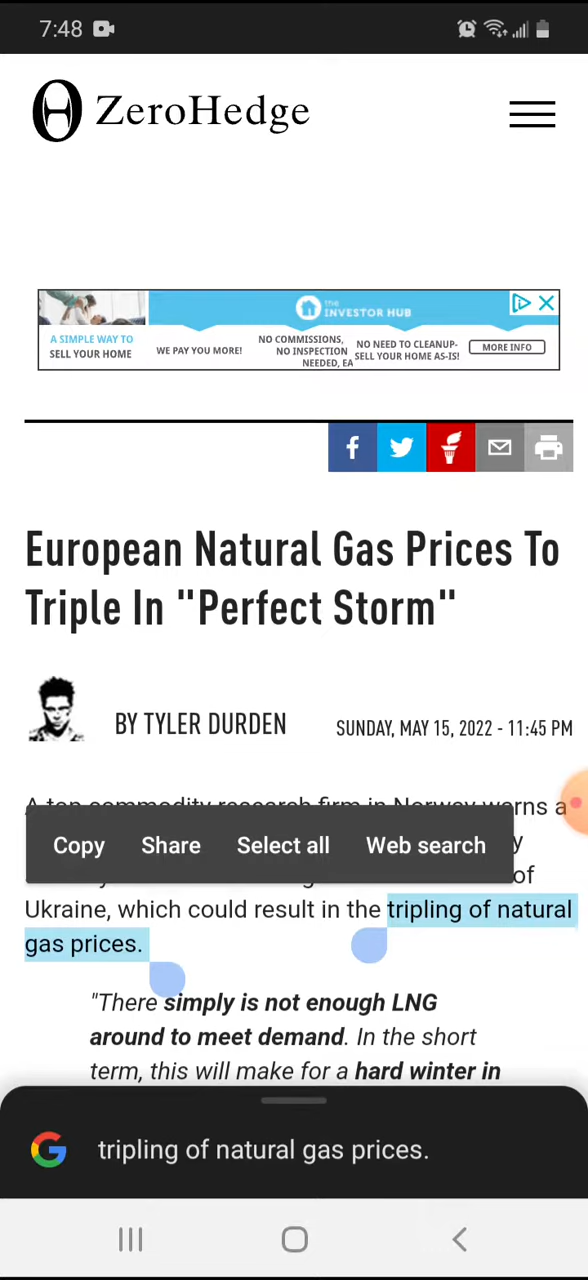 7:48
ZeroHedge
the
INVESTOR HUB
A SIMPLE WAY TO
SELL YOUR HOME
WE PAY YOU MORE!
NO COMMISSIONS,
NO INSPECTION
NEEDED, EA
NO NEED TO CLEANUP-
SELL YOUR HOME AS-IS!
MORE INFO
European Natural Gas Prices To
Triple In "Perfect Storm"
BY TYLER DURDEN
SUNDAY, MAY 15, 2022 - 11:45 PM
A top commodity research firm in Norway warns a
Copy Share Select all Web search
y
of
Ukraine, which could result in the tripling of natural
gas prices.
"There simply is not enough LNG
around to meet demand. In the short
term, this will make for a hard winter in
tripling of natural gas prices.